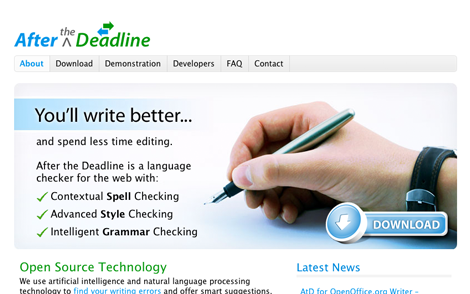 After the Deadline
About Download Demonstration Developers FAQ Contact
You'll write better...
and spend less time editing.
After the Deadline is a language
checker for the web with:
Contextual Spell Checking
Advanced Style Checking
Intelligent Grammar Checking
DOWNLOAD
Open Source Technology
We use artificial intelligence and natural language processing
technology to find your writing errors and offer smart suggestions.
Latest News
AtD for OpenOffice.org Writer –